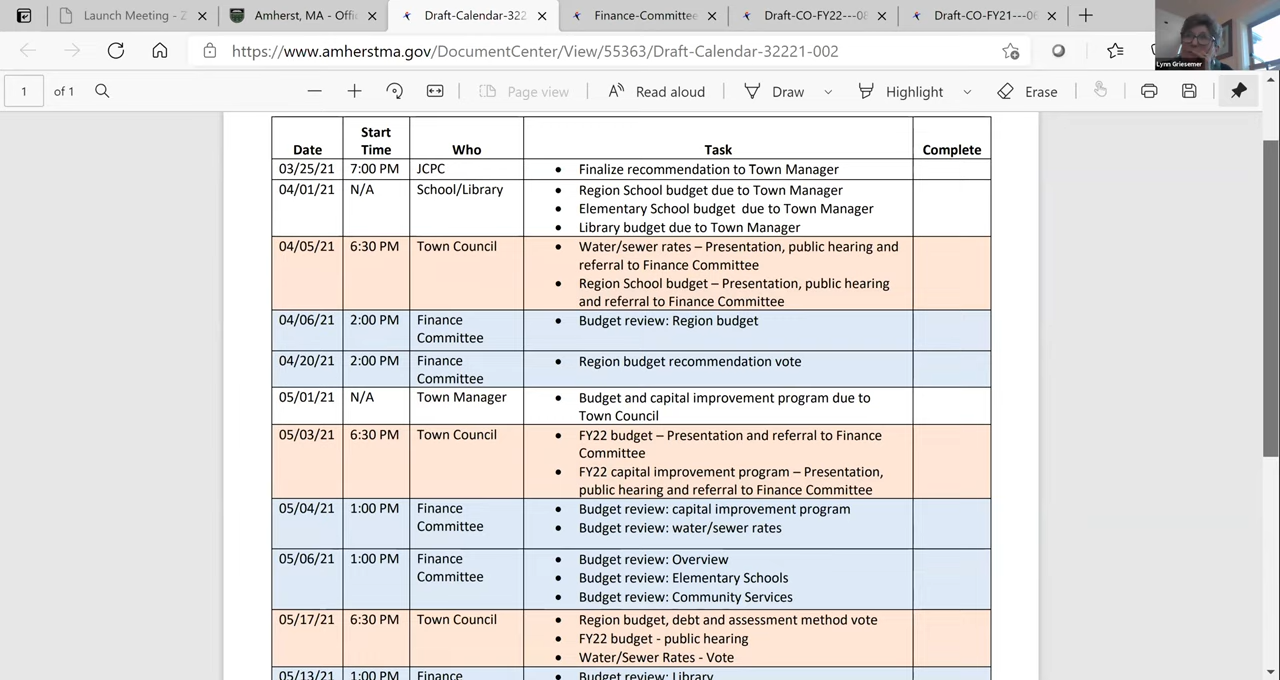 Launch Meeting - Z
Amherst, MA - Offi
Draft-Calendar-322
Finance-Committee
Draft-CO-FY22---08
Draft-CO-FY21---06
https://www.amherstma.gov/DocumentCenter/View/55363/Draft-Calendar-32221-002
Lynn Griesemer
1 of 1
Page view
Read aloud
Draw
Highlight
Erase
Date Start Time Who Task Complete
03/25/21 7:00 PM JCPC • Finalize recommendation to Town Manager
04/01/21 N/A School/Library • Region School budget due to Town Manager
• Elementary School budget due to Town Manager
• Library budget due to Town Manager
04/05/21 6:30 PM Town Council • Water/sewer rates – Presentation, public hearing and
referral to Finance Committee
• Region School budget – Presentation, public hearing
and referral to Finance Committee
04/06/21 2:00 PM Finance • Budget review: Region budget
Committee
04/20/21 2:00 PM Finance • Region budget recommendation vote
Committee
05/01/21 N/A Town Manager • Budget and capital improvement program due to
Town Council
05/03/21 6:30 PM Town Council • FY22 budget – Presentation and referral to Finance
Committee
• FY22 capital improvement program – Presentation,
public hearing and referral to Finance Committee
05/04/21 1:00 PM Finance • Budget review: capital improvement program
Committee • Budget review: water/sewer rates
05/06/21 1:00 PM Finance • Budget review: Overview
Committee • Budget review: Elementary Schools
• Budget review: Community Services
05/17/21 6:30 PM Town Council • Region budget, debt and assessment method vote
• FY22 budget - public hearing
• Water/Sewer Rates - Vote
05/13/21 1:00 PM Finance • Budget review: Library